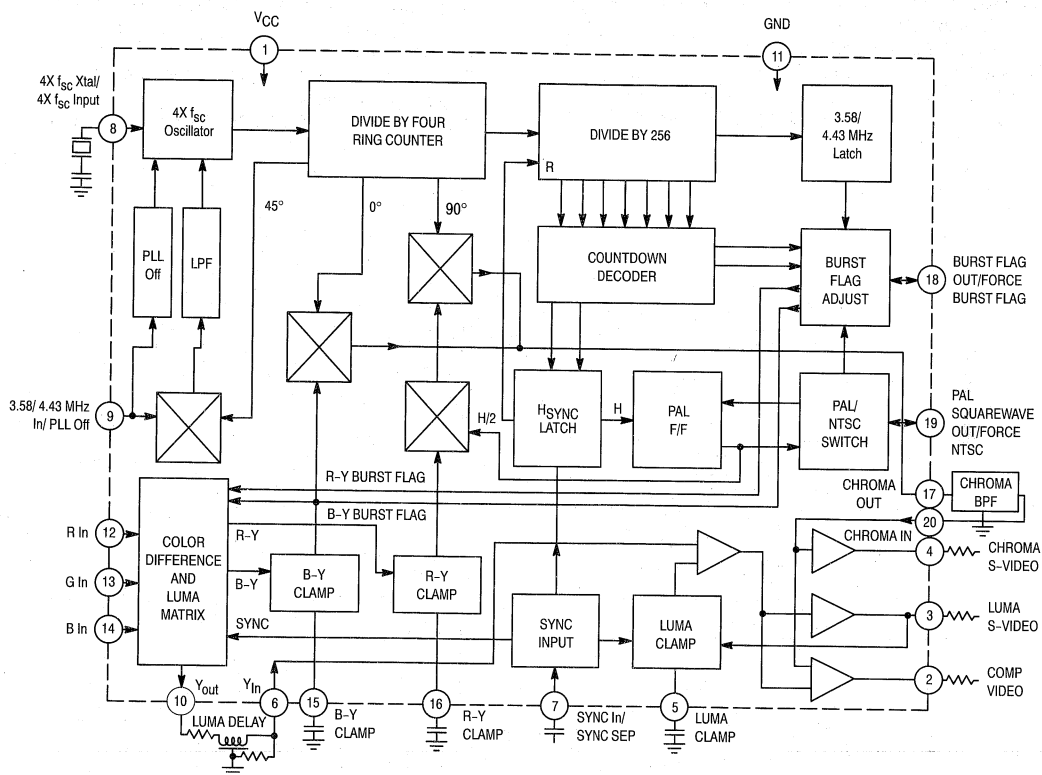 VCC
GND
1
11
4X fsc Xtal/
4X fsc Input
8
4X fsc
Oscillator
DIVIDE BY FOUR
RING COUNTER
DIVIDE BY 256
R
3.58/
4.43 MHz
Latch
45°
0°
90°
PLL
Off
LPF
COUNTDOWN
DECODER
BURST
FLAG
ADJUST
18
BURST FLAG
OUT/FORCE
BURST FLAG
3.58/ 4.43 MHz
In/ PLL Off
9
H/2
HSYNC
LATCH
H
PAL
F/F
PAL/
NTSC
SWITCH
19
PAL
SQUAREWAVE
OUT/FORCE
NTSC
R–Y BURST FLAG
B–Y BURST FLAG
CHROMA
OUT
17
CHROMA
BPF
20
CHROMA IN
R In
12
G In
13
B In
14
COLOR
DIFFERENCE
AND
LUMA
MATRIX
R–Y
B–Y
SYNC
B–Y
CLAMP
R–Y
CLAMP
SYNC
INPUT
LUMA
CLAMP
4
CHROMA
S–VIDEO
3
LUMA
S–VIDEO
2
COMP
VIDEO
Yout
10
YIn
6
LUMA DELAY
15
B–Y
CLAMP
16
R–Y
CLAMP
7
SYNC In/
SYNC SEP
5
LUMA
CLAMP